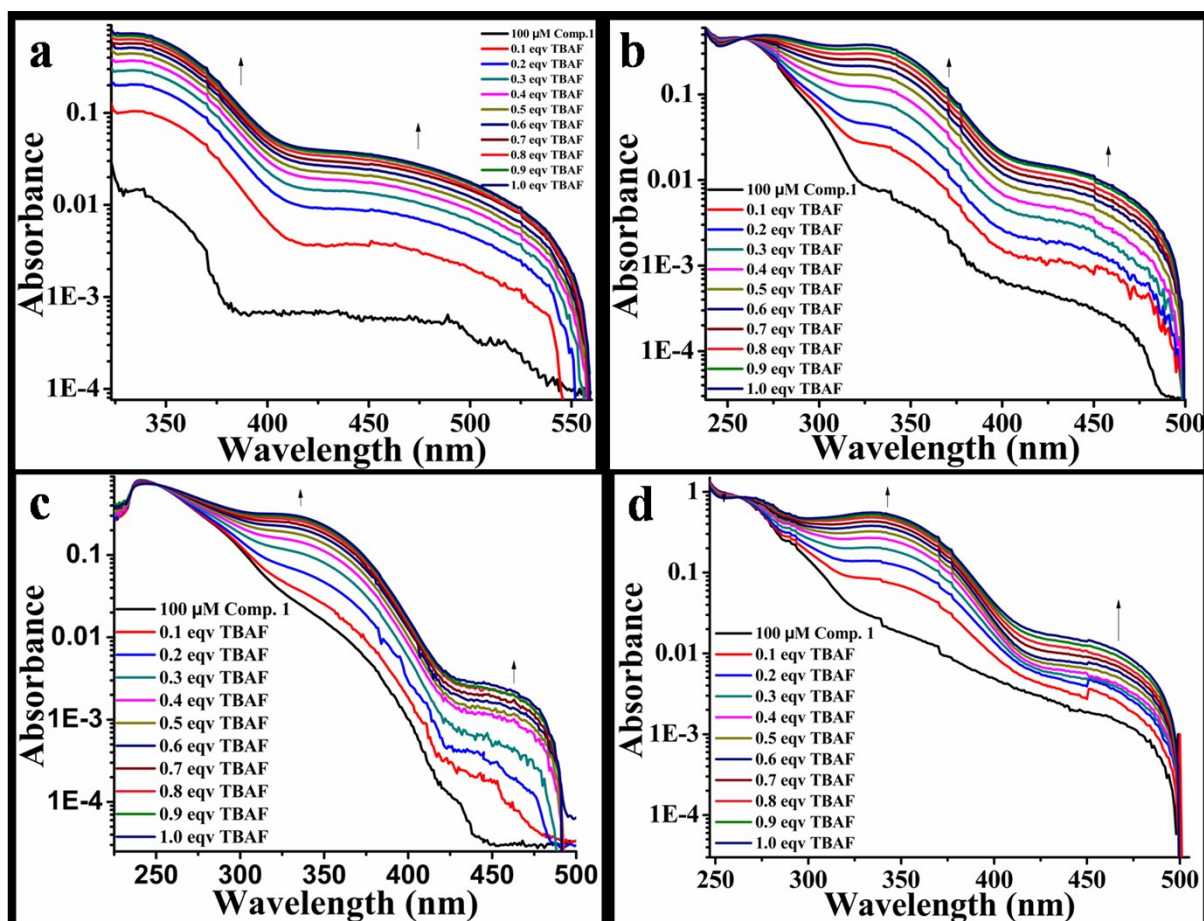 a
100 µM Comp.1
0.1 eqv TBAF
0.2 eqv TBAF
0.3 eqv TBAF
0.4 eqv TBAF
0.5 eqv TBAF
0.6 eqv TBAF
0.7 eqv TBAF
0.8 eqv TBAF
0.9 eqv TBAF
1.0 eqv TBAF
0.1
0.01
1E-3
1E-4
Absorbance
350 400 450 500 550
Wavelength (nm)
b
100 µM Comp.1
0.1 eqv TBAF
0.2 eqv TBAF
0.3 eqv TBAF
0.4 eqv TBAF
0.5 eqv TBAF
0.6 eqv TBAF
0.7 eqv TBAF
0.8 eqv TBAF
0.9 eqv TBAF
1.0 eqv TBAF
0.1
0.01
1E-3
1E-4
Absorbance
250 300 350 400 450 500
Wavelength (nm)
c
100 µM Comp. 1
0.1 eqv TBAF
0.2 eqv TBAF
0.3 eqv TBAF
0.4 eqv TBAF
0.5 eqv TBAF
0.6 eqv TBAF
0.7 eqv TBAF
0.8 eqv TBAF
0.9 eqv TBAF
1.0 eqv TBAF
0.1
0.01
1E-3
1E-4
Absorbance
250 300 350 400 450 500
Wavelength (nm)
d
100 µM Comp. 1
0.1 eqv TBAF
0.2 eqv TBAF
0.3 eqv TBAF
0.4 eqv TBAF
0.5 eqv TBAF
0.6 eqv TBAF
0.7 eqv TBAF
0.8 eqv TBAF
0.9 eqv TBAF
1.0 eqv TBAF
1
0.1
0.01
1E-3
1E-4
Absorbance
250 300 350 400 450 500
Wavelength (nm)